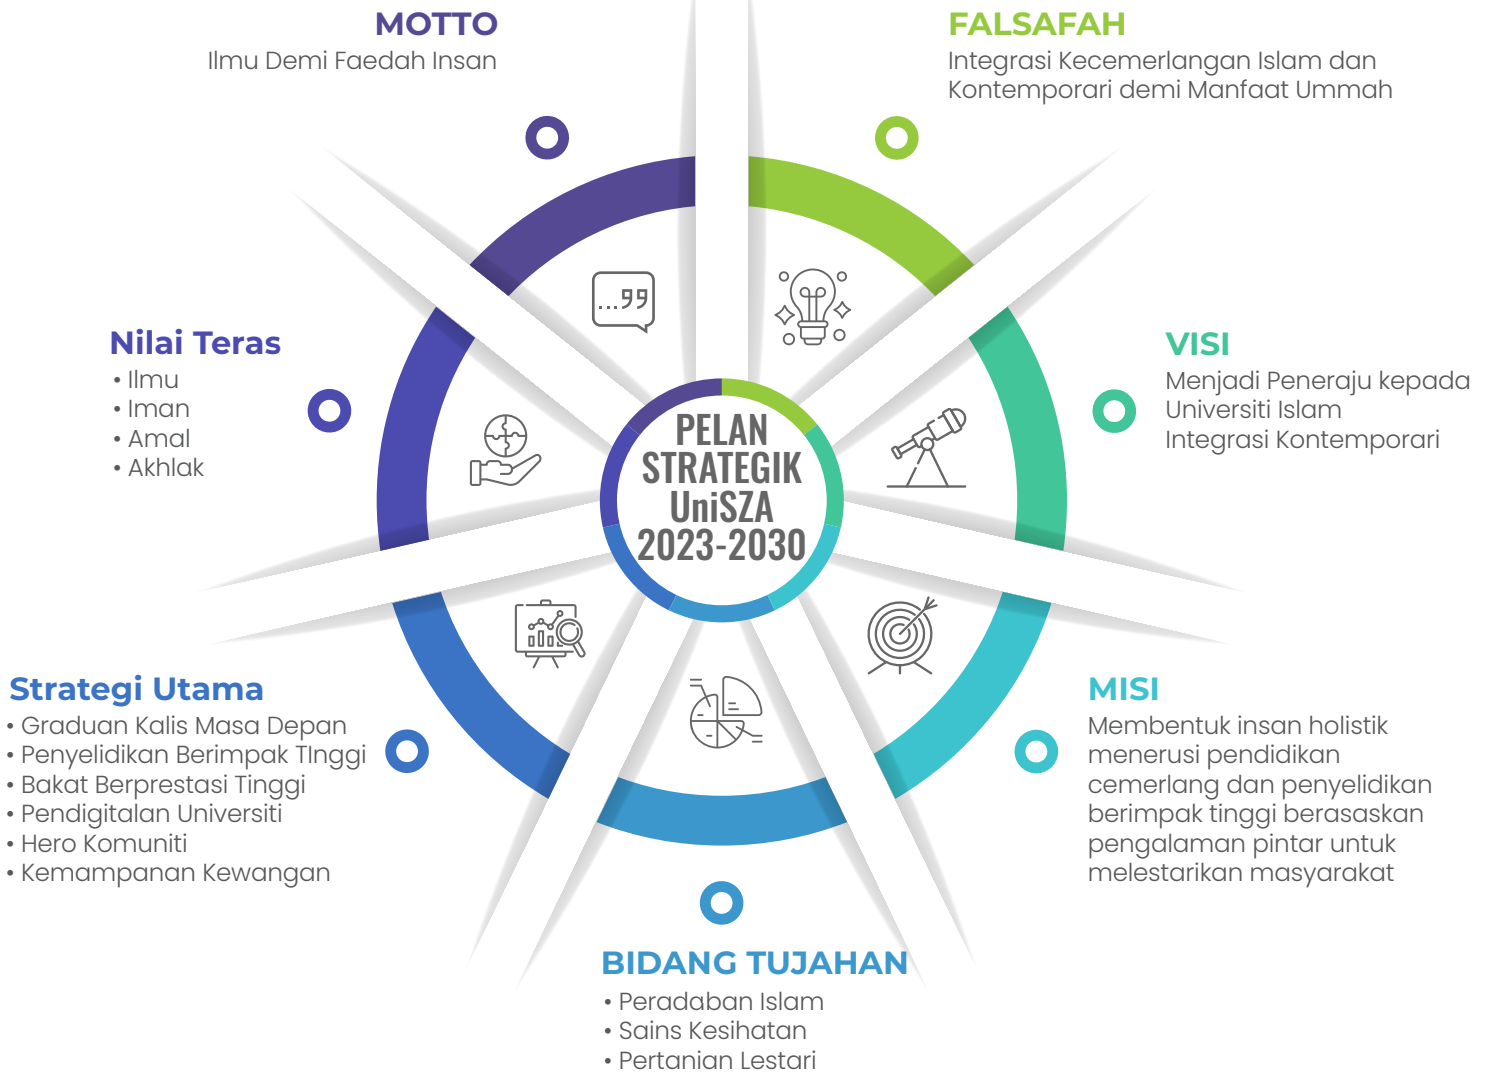 MOTTO
Ilmu Demi Faedah Insan
FALSAFAH
Integrasi Kecemerlangan Islam dan
Kontemporari demi Manfaat Ummah
...99
Nilai Teras
• Ilmu
• Iman
• Amal
• Akhlak
VISI
Menjadi Peneraju kepada
Universiti Islam
Integrasi Kontemporari
PELAN
STRATEGIK
UniSZA
2023-2030
Strategi Utama
• Graduan Kalis Masa Depan
• Penyelidikan Berimpak TInggi
• Bakat Berprestasi Tinggi
• Pendigitalan Universiti
• Hero Komuniti
• Kemampanan Kewangan
MISI
Membentuk insan holistik
menerusi pendidikan
cemerlang dan penyelidikan
berimpak tinggi berasaskan
pengalaman pintar untuk
melestarikan masyarakat
BIDANG TUJAHAN
• Peradaban Islam
• Sains Kesihatan
• Pertanian Lestari